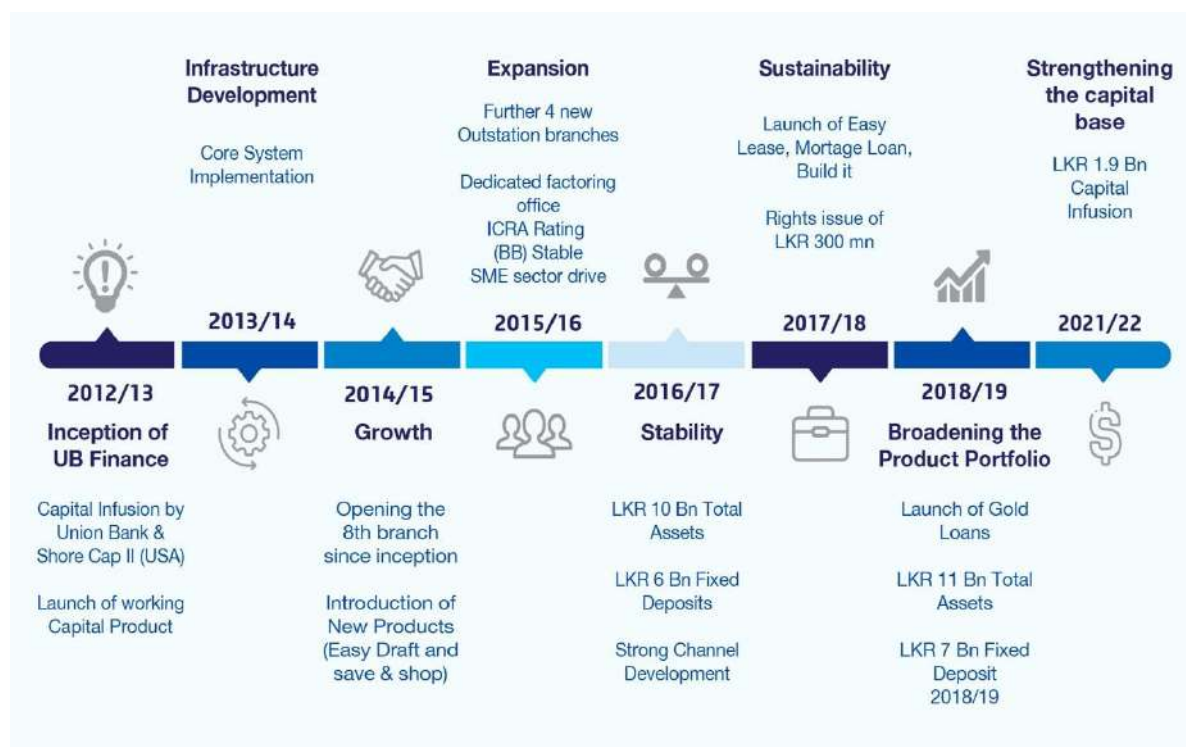 Infrastructure
Development
Core System
Implementation
Expansion
Further 4 new
Outstation branches
Dedicated factoring
office
ICRA Rating
(BB) Stable
SME sector drive
Sustainability
Launch of Easy
Lease, Mortage Loan,
Build it
Rights issue of
LKR 300 mn
Strengthening
the capital
base
LKR 1.9 Bn
Capital
Infusion
2013/14
2015/16
2017/18
2021/22
2012/13
Inception of
UB Finance
Capital Infusion by
Union Bank &
Shore Cap II (USA)
Launch of working
Capital Product
2014/15
Growth
Opening the
8th branch
since inception
Introduction of
New Products
(Easy Draft and
save & shop)
2016/17
Stability
LKR 10 Bn Total
Assets
LKR 6 Bn Fixed
Deposits
Strong Channel
Development
2018/19
Broadening the
Product Portfolio
Launch of Gold
Loans
LKR 11 Bn Total
Assets
LKR 7 Bn Fixed
Deposit
2018/19